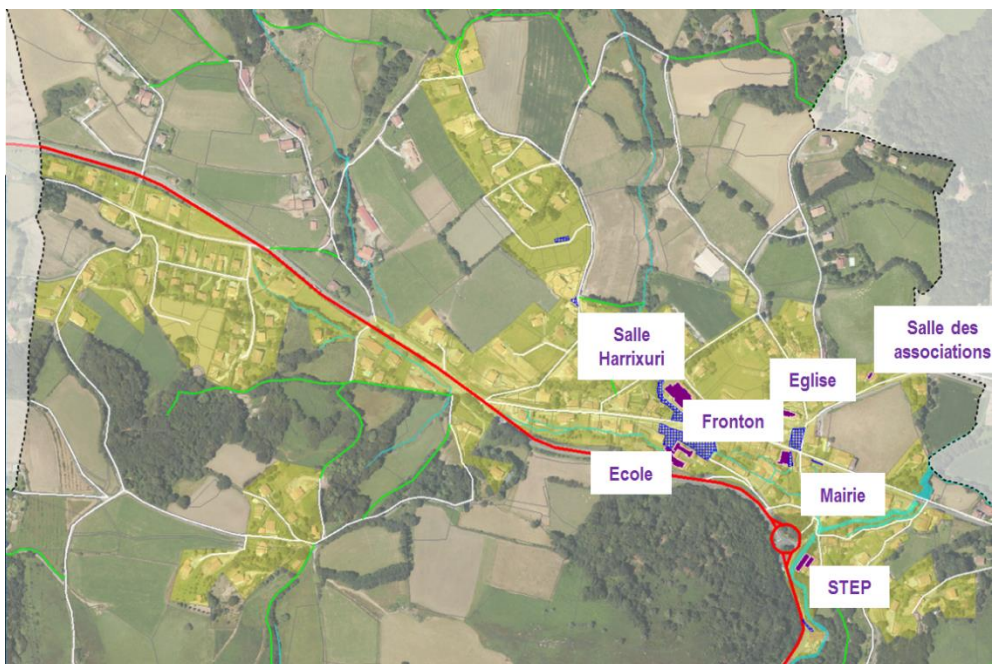 Salle des
associations
Salle
Harrixuri
Eglise
Fronton
Ecole
Mairie
STEP